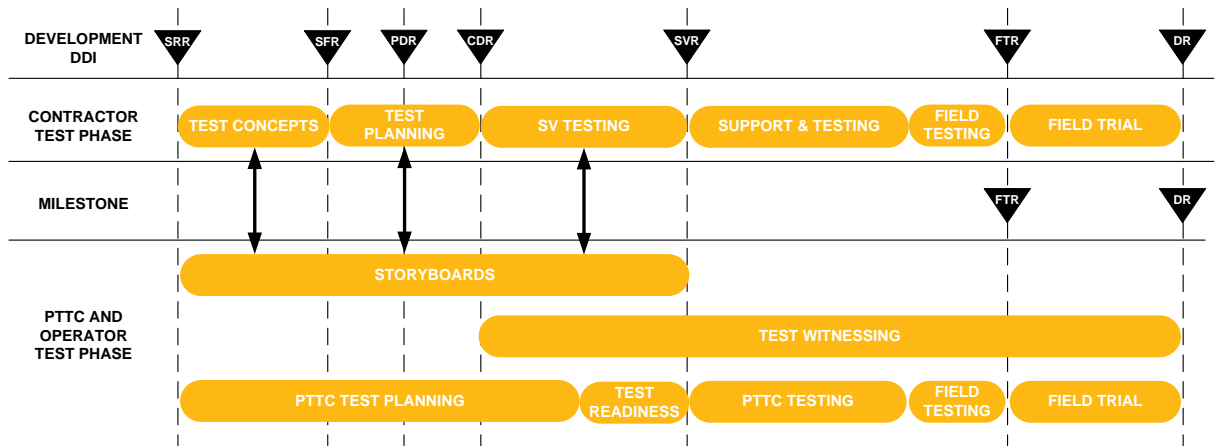 DEVELOPMENT
DDI
SRR
SFR
PDR
CDR
SVR
FTR
DR
CONTRACTOR
TEST PHASE
TEST CONCEPTS
TEST
PLANNING
SV TESTING
SUPPORT & TESTING
FIELD
TESTING
FIELD TRIAL
MILESTONE
FTR
DR
PTTC AND
OPERATOR
TEST PHASE
STORYBOARDS
TEST WITNESSING
PTTC TEST PLANNING
TEST
READINESS
PTTC TESTING
FIELD
TESTING
FIELD TRIAL